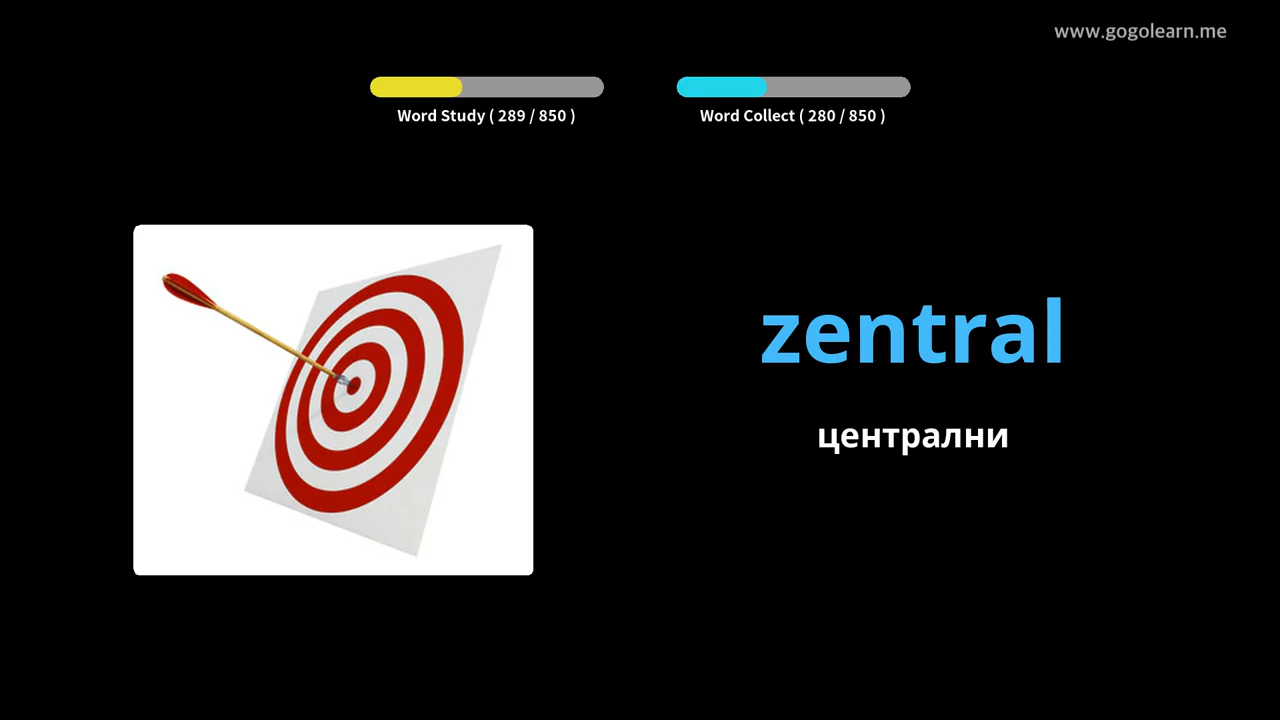 www.gogolearn.me
Word Study ( 289 / 850 )
Word Collect ( 280 / 850 )
zentral
централни